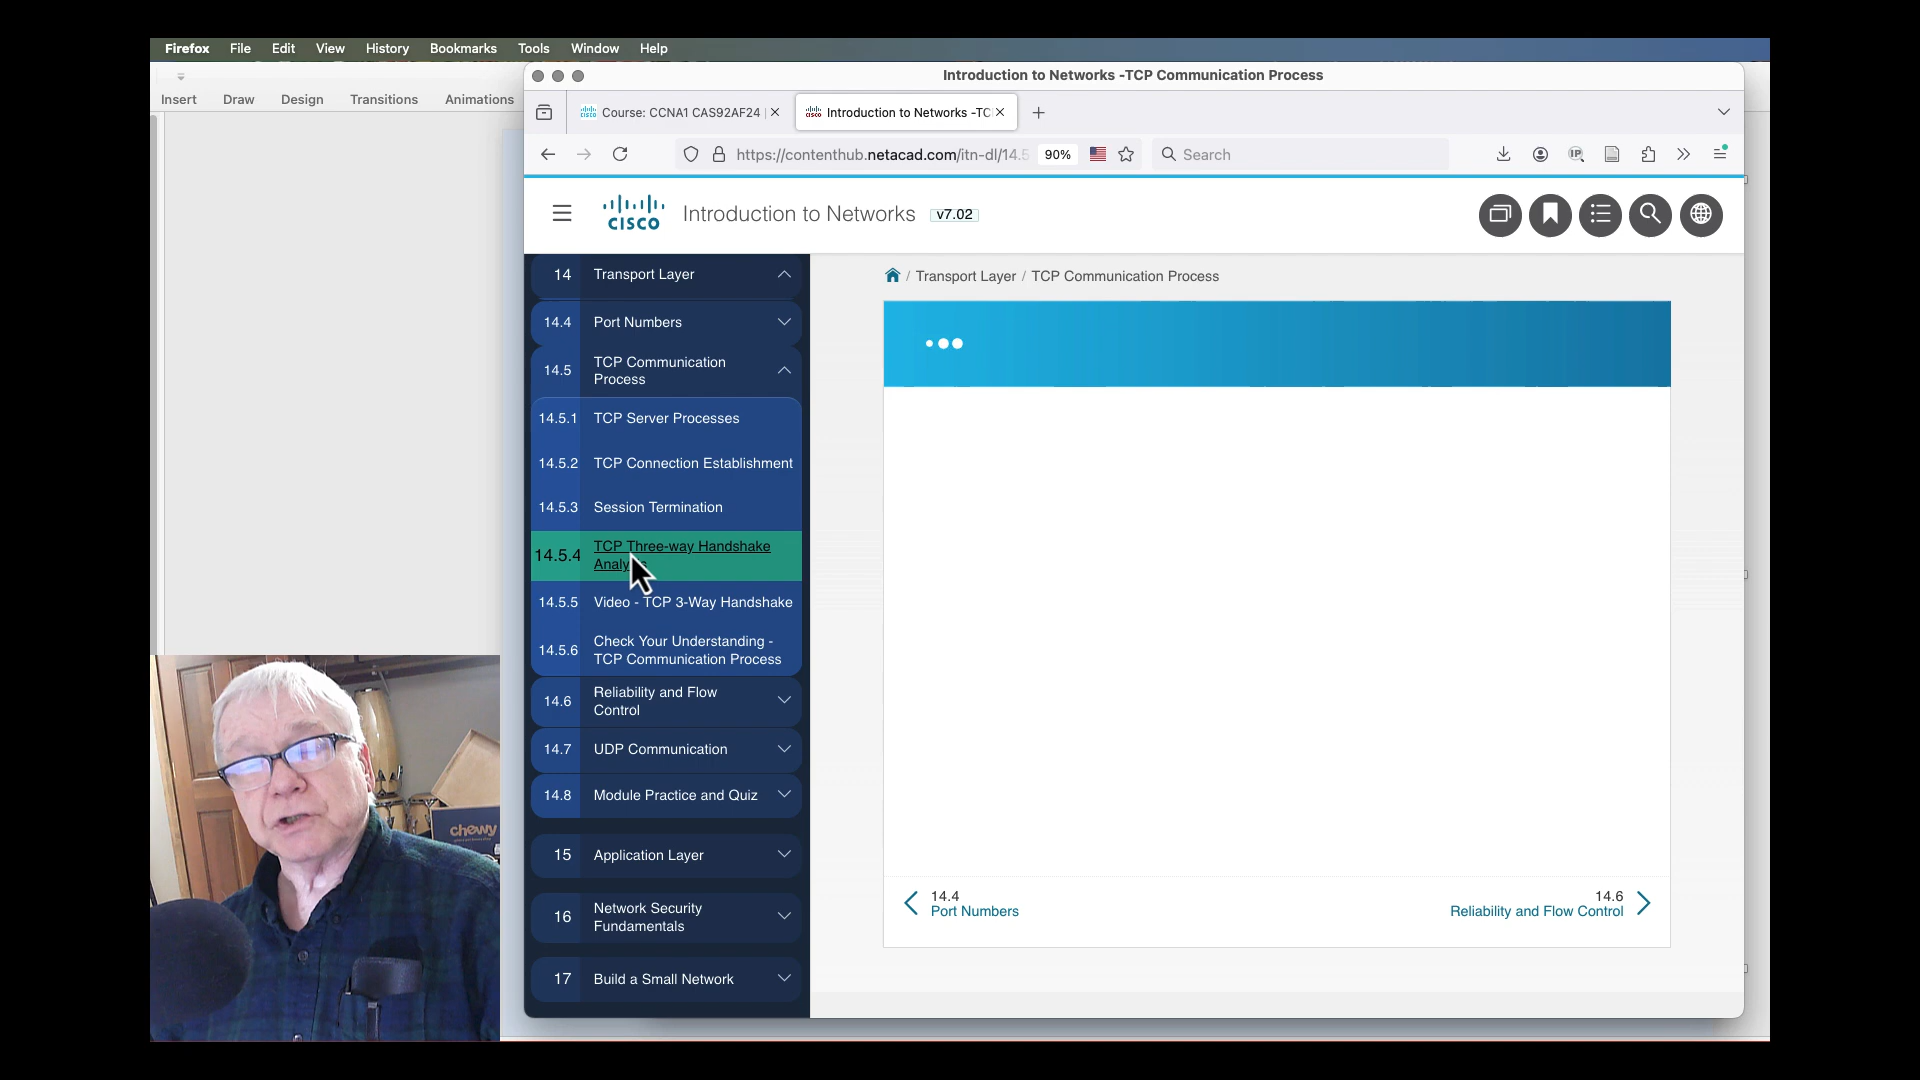 Firefox File Edit View History Bookmarks Tools Window Help
Introduction to Networks -TCP Communication Process
Insert Draw Design Transitions Animations
Course: CCNA1 CAS92AF24 |
Introduction to Networks -TC
https://contenthub.netacad.com/itn-dl/14.5
90%
Search
IP
CISCO
Introduction to Networks v7.02
14 Transport Layer
/ Transport Layer / TCP Communication Process
14.4 Port Numbers
14.5 TCP Communication
Process
14.5.1 TCP Server Processes
14.5.2 TCP Connection Establishment
14.5.3 Session Termination
14.5.4 TCP Three-way Handshake
14.5.5 Video - TCP 3-Way Handshake
14.5.6 Check Your Understanding -
TCP Communication Process
14.6 Reliability and Flow
Control
14.7 UDP Communication
14.8 Module Practice and Quiz
15 Application Layer
16 Network Security
Fundamentals
17 Build a Small Network
14.4
Port Numbers
14.6
Reliability and Flow Control
chewy